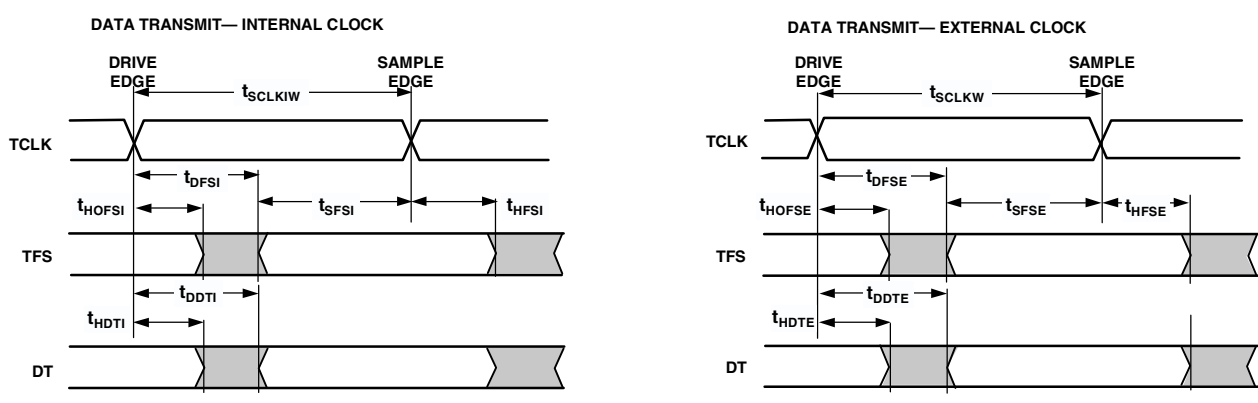 DATA TRANSMIT— INTERNAL CLOCK
DRIVE
EDGE
SAMPLE
EDGE
tSCLKIW
TCLK
tDFSI
tHOFSI
tSFSI
tHFSI
TFS
tDDTI
tHDTI
DT
DATA TRANSMIT— EXTERNAL CLOCK
DRIVE
EDGE
SAMPLE
EDGE
tSCLKW
TCLK
tDFSE
tHOFSE
tSFSE
tHFSE
TFS
tDDTE
tHDTE
DT